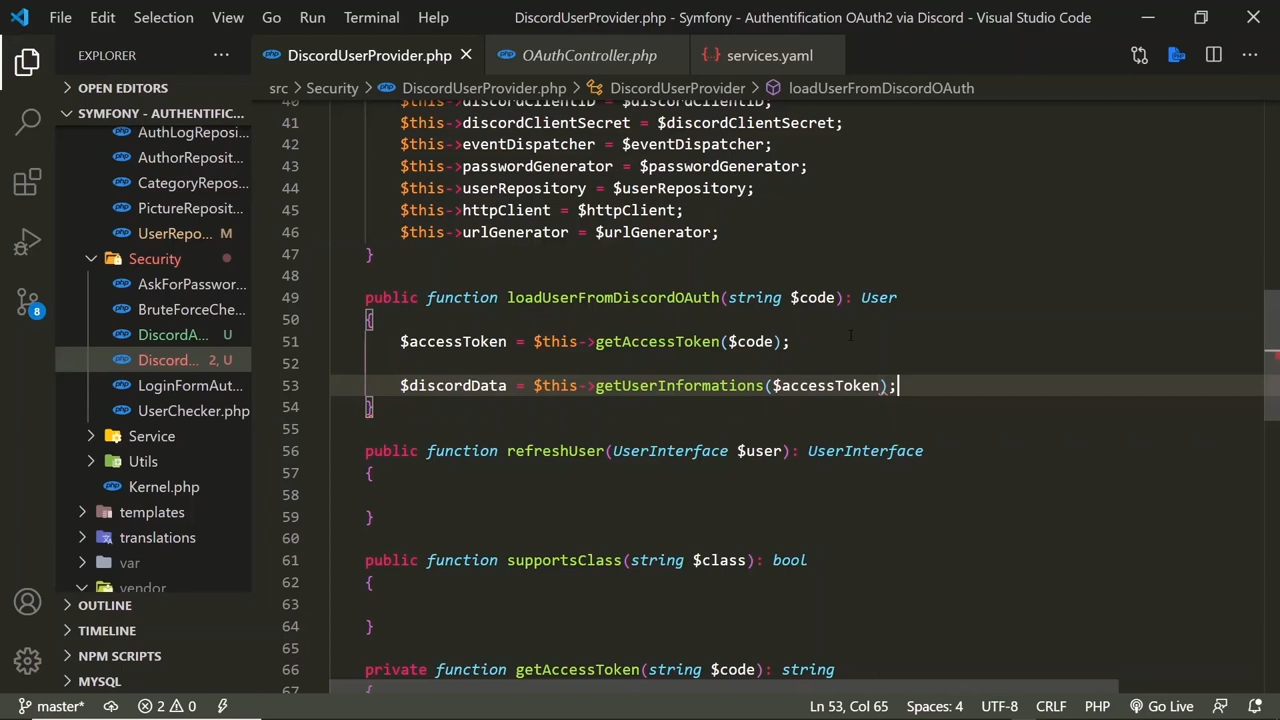 File Edit Selection View Go Run Terminal Help DiscordUserProvider.php - Symfony - Authentification OAuth2 via Discord - Visual Studio Code
EXPLORER ··· DiscordUserProvider.php OAuthController.php services.yaml
OPEN EDITORS
src > Security > DiscordUserProvider.php > DiscordUserProvider > loadUserFromDiscordOAuth
SYMFONY - AUTHENTIFIC...
AuthLogReposi...
AuthorReposit...
CategoryRepos...
PictureReposit...
UserRepo... M
Security
AskForPasswor...
BruteForceChe...
DiscordA... U
Discord... 2, U
LoginFormAut...
UserChecker.php
Service
Utils
Kernel.php
templates
translations
var
vendor
OUTLINE
TIMELINE
NPM SCRIPTS
MYSQL
8
40 $this->discordClientID = $discordClientID;
41 $this->discordClientSecret = $discordClientSecret;
42 $this->eventDispatcher = $eventDispatcher;
43 $this->passwordGenerator = $passwordGenerator;
44 $this->userRepository = $userRepository;
45 $this->httpClient = $httpClient;
46 $this->urlGenerator = $urlGenerator;
47 }
48
49 public function loadUserFromDiscordOAuth(string $code): User
50 {
51 $accessToken = $this->getAccessToken($code);
52
53 $discordData = $this->getUserInformations($accessToken);
54 }
55
56 public function refreshUser(UserInterface $user): UserInterface
57 {
58
59 }
60
61 public function supportsClass(string $class): bool
62 {
63
64 }
65
66 private function getAccessToken(string $code): string
67 {
master* 2 0 Ln 53, Col 65 Spaces: 4 UTF-8 CRLF PHP Go Live